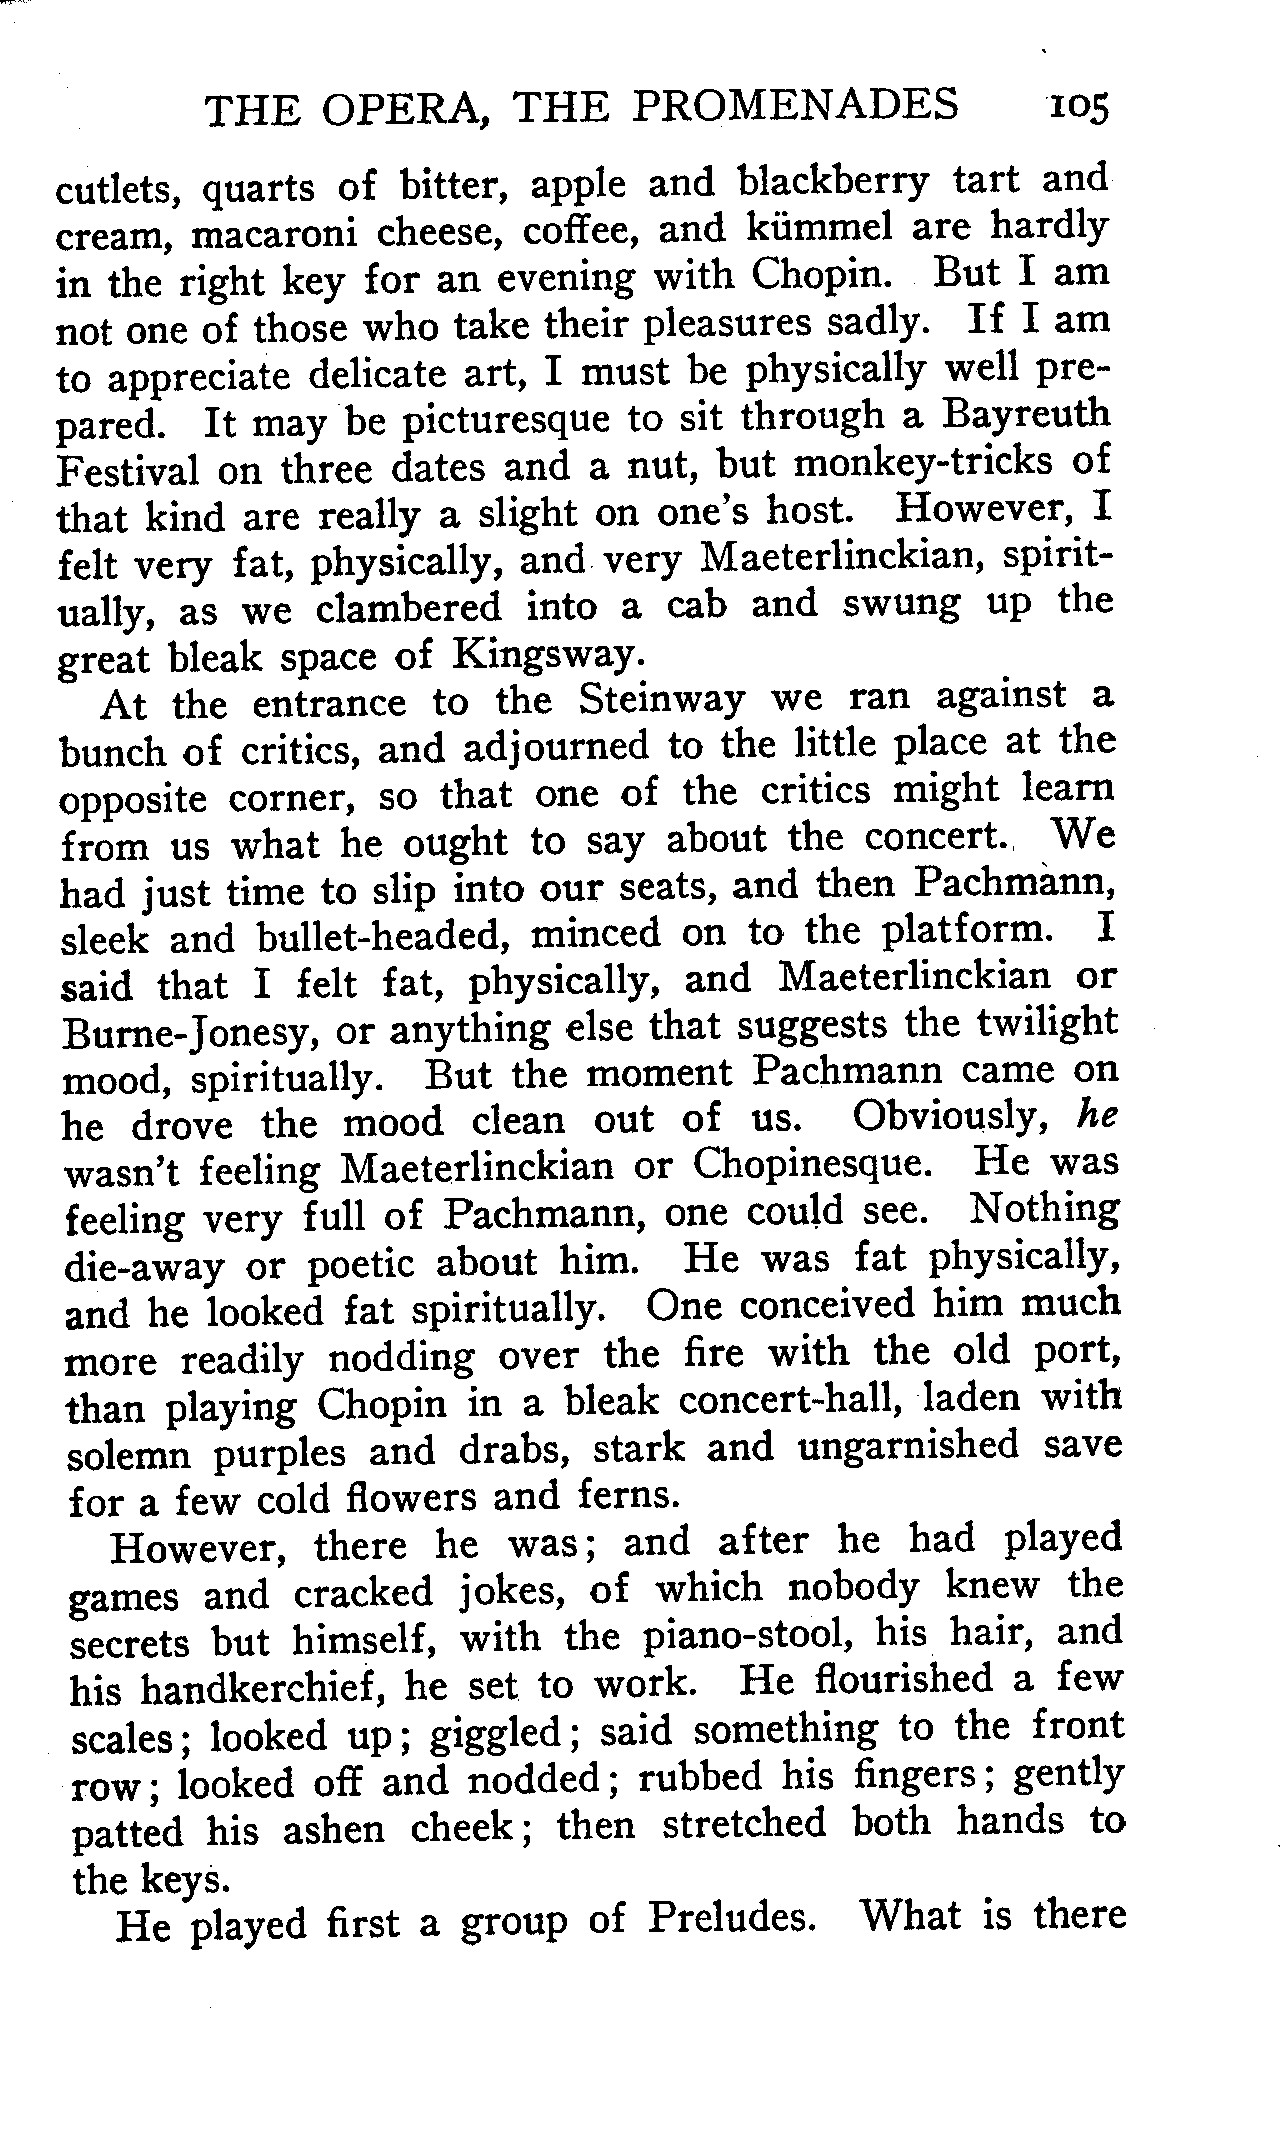 THE OPERA, THE PROMENADES 105
cutlets, quarts of bitter, apple and blackberry tart and
cream, macaroni cheese, coffee, and kümmel are hardly
in the right key for an evening with Chopin. But I am
not one of those who take their pleasures sadly. If I am
to appreciate delicate art, I must be physically well pre-
pared. It may be picturesque to sit through a Bayreuth
Festival on three dates and a nut, but monkey-tricks of
that kind are really a slight on one's host. However, I
felt very fat, physically, and very Maeterlinckian, spirit-
ually, as we clambered into a cab and swung up the
great bleak space of Kingsway.
At the entrance to the Steinway we ran against a
bunch of critics, and adjourned to the little place at the
opposite corner, so that one of the critics might learn
from us what he ought to say about the concert. We
had just time to slip into our seats, and then Pachmann,
sleek and bullet-headed, minced on to the platform. I
said that I felt fat, physically, and Maeterlinckian or
Burne-Jonesy, or anything else that suggests the twilight
mood, spiritually. But the moment Pachmann came on
he drove the mood clean out of us. Obviously, he
wasn't feeling Maeterlinckian or Chopinesque. He was
feeling very full of Pachmann, one could see. Nothing
die-away or poetic about him. He was fat physically,
and he looked fat spiritually. One conceived him much
more readily nodding over the fire with the old port,
than playing Chopin in a bleak concert-hall, laden with
solemn purples and drabs, stark and ungarnished save
for a few cold flowers and ferns.
However, there he was; and after he had played
games and cracked jokes, of which nobody knew the
secrets but himself, with the piano-stool, his hair, and
his handkerchief, he set to work. He flourished a few
scales; looked up; giggled; said something to the front
row; looked off and nodded; rubbed his fingers; gently
patted his ashen cheek; then stretched both hands to
the keys.
He played first a group of Preludes. What is there